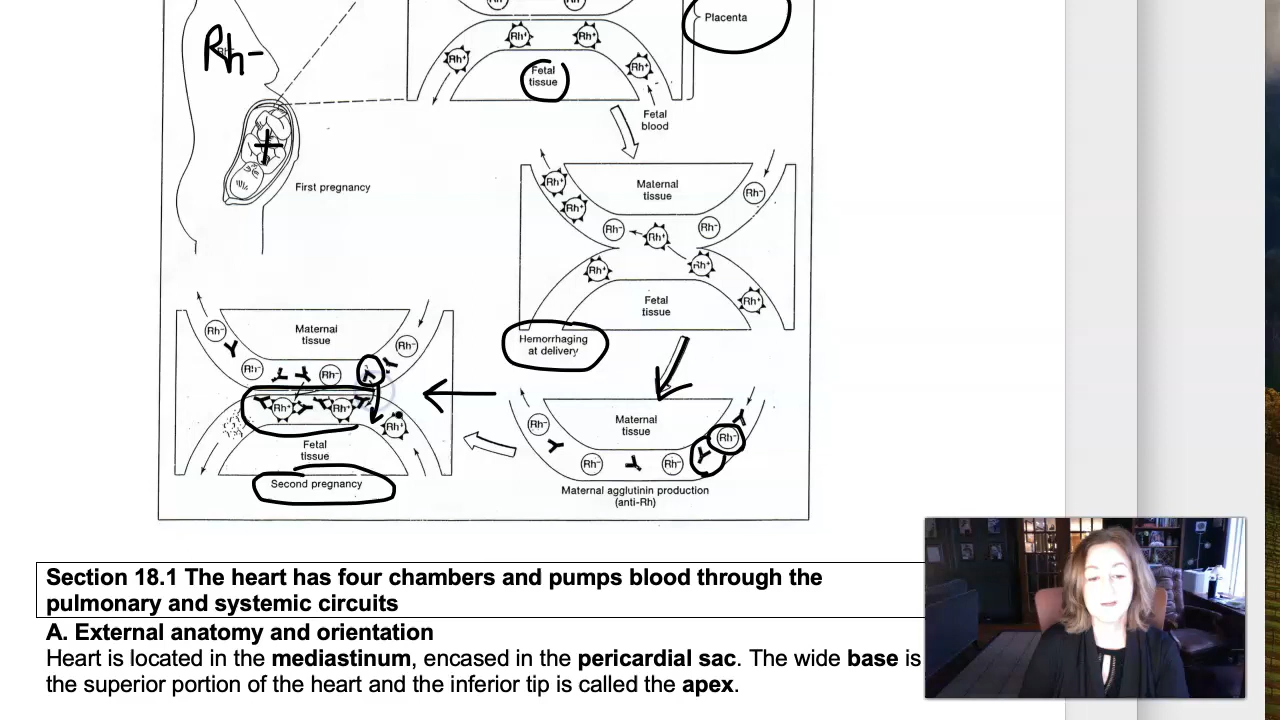 Placenta
Rh⁺
Rh⁺
Rh⁻
Rh⁺
Rh⁺
Fetal
tissue
Fetal
blood
+
First pregnancy
Maternal
tissue
Rh⁺
Rh⁻
Rh⁺
Rh⁻
Rh⁺
Rh⁻
Rh⁺
Rh⁺
Fetal
tissue
Rh⁺
Hemorrhaging
at delivery
Maternal
tissue
Rh⁻
Rh⁻
Rh⁻
Rh⁻
Rh⁺
Rh⁺
Rh⁺
Fetal
tissue
Second pregnancy
Maternal
tissue
Rh⁻
Rh⁻
Rh⁻
Rh⁻
Maternal agglutinin production
(anti-Rh)
Section 18.1 The heart has four chambers and pumps blood through the
pulmonary and systemic circuits
A. External anatomy and orientation
Heart is located in the mediastinum, encased in the pericardial sac. The wide base is
the superior portion of the heart and the inferior tip is called the apex.